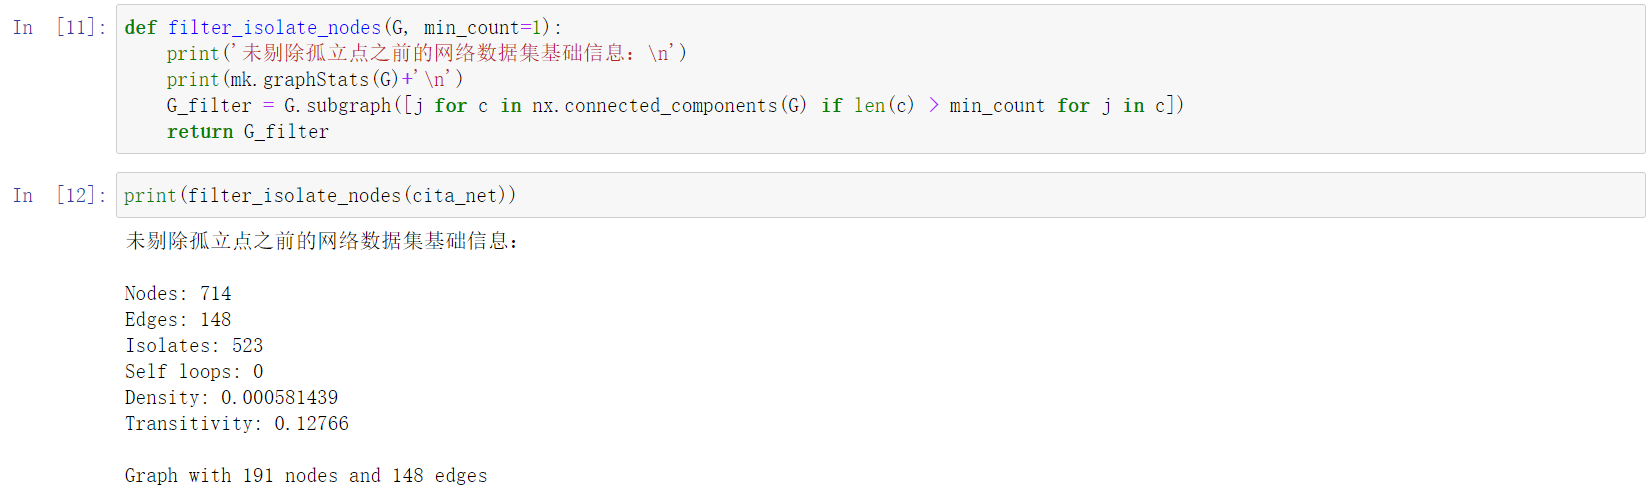 In [11]: def filter_isolate_nodes(G, min_count=1):
print('未剔除孤立点之前的网络数据集基础信息：\n')
print(mk.graphStats(G)+'\n')
G_filter = G.subgraph([j for c in nx.connected_components(G) if len(c) > min_count for j in c])
return G_filter
In [12]: print(filter_isolate_nodes(cita_net))
未剔除孤立点之前的网络数据集基础信息：
Nodes: 714
Edges: 148
Isolates: 523
Self loops: 0
Density: 0.000581439
Transitivity: 0.12766
Graph with 191 nodes and 148 edges